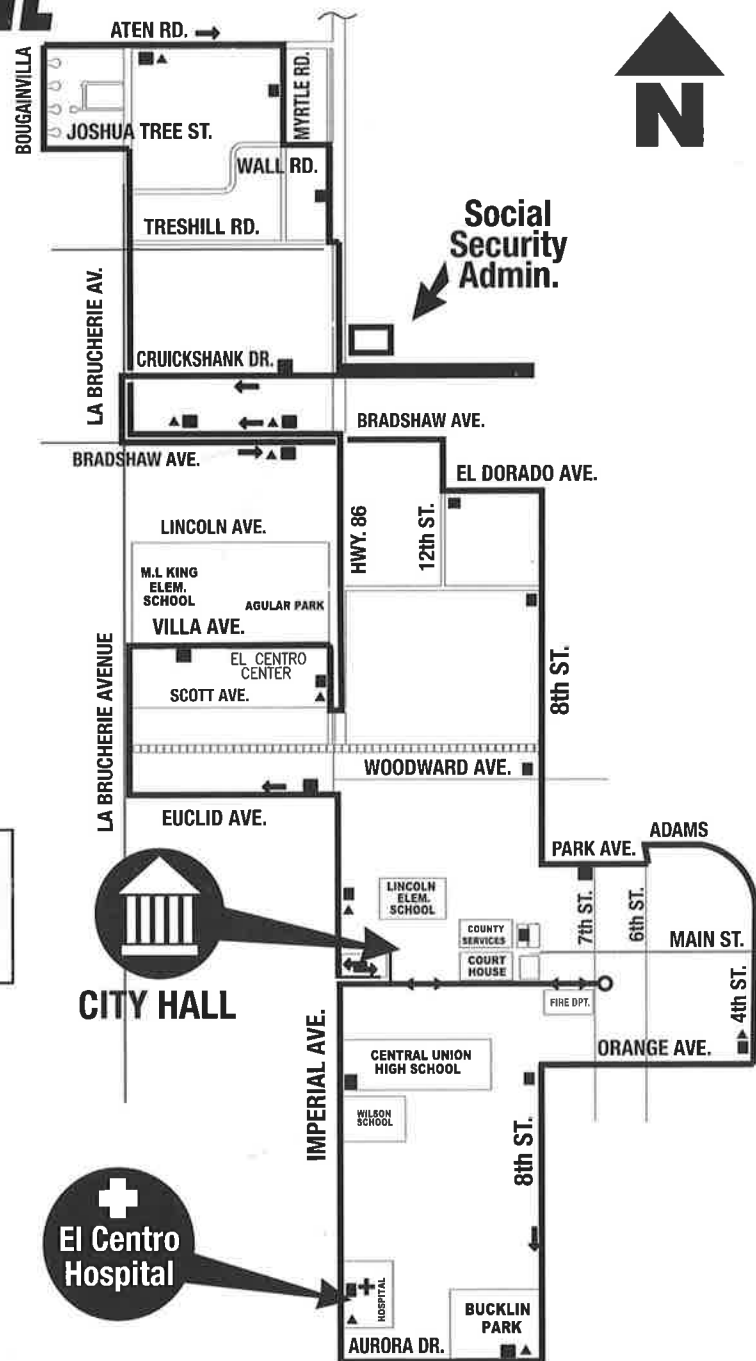 ATEN RD.
N
BOUGAINVILLA
MYRTLE RD.
JOSHUA TREE ST.
WALL RD.
TRESHILL RD.
Social
Security
Admin.
LA BRUCHERIE AV.
CRUICKSHANK DR.
BRADSHAW AVE.
BRADSHAW AVE.
EL DORADO AVE.
HWY. 86
12th ST.
LINCOLN AVE.
M.L KING
ELEM.
SCHOOL
AGULAR PARK
VILLA AVE.
EL CENTRO
CENTER
SCOTT AVE.
8th ST.
LA BRUCHERIE AVENUE
WOODWARD AVE.
EUCLID AVE.
PARK AVE.
ADAMS
LINCOLN
ELEM.
SCHOOL
COUNTY
SERVICES
COURT
HOUSE
7th ST.
6th ST.
MAIN ST.
4th ST.
FIRE DPT.
CITY HALL
IMPERIAL AVE.
CENTRAL UNION
HIGH SCHOOL
ORANGE AVE.
WILSON
SCHOOL
8th ST.
El Centro
Hospital
HOSPITAL
BUCKLIN
PARK
AURORA DR.